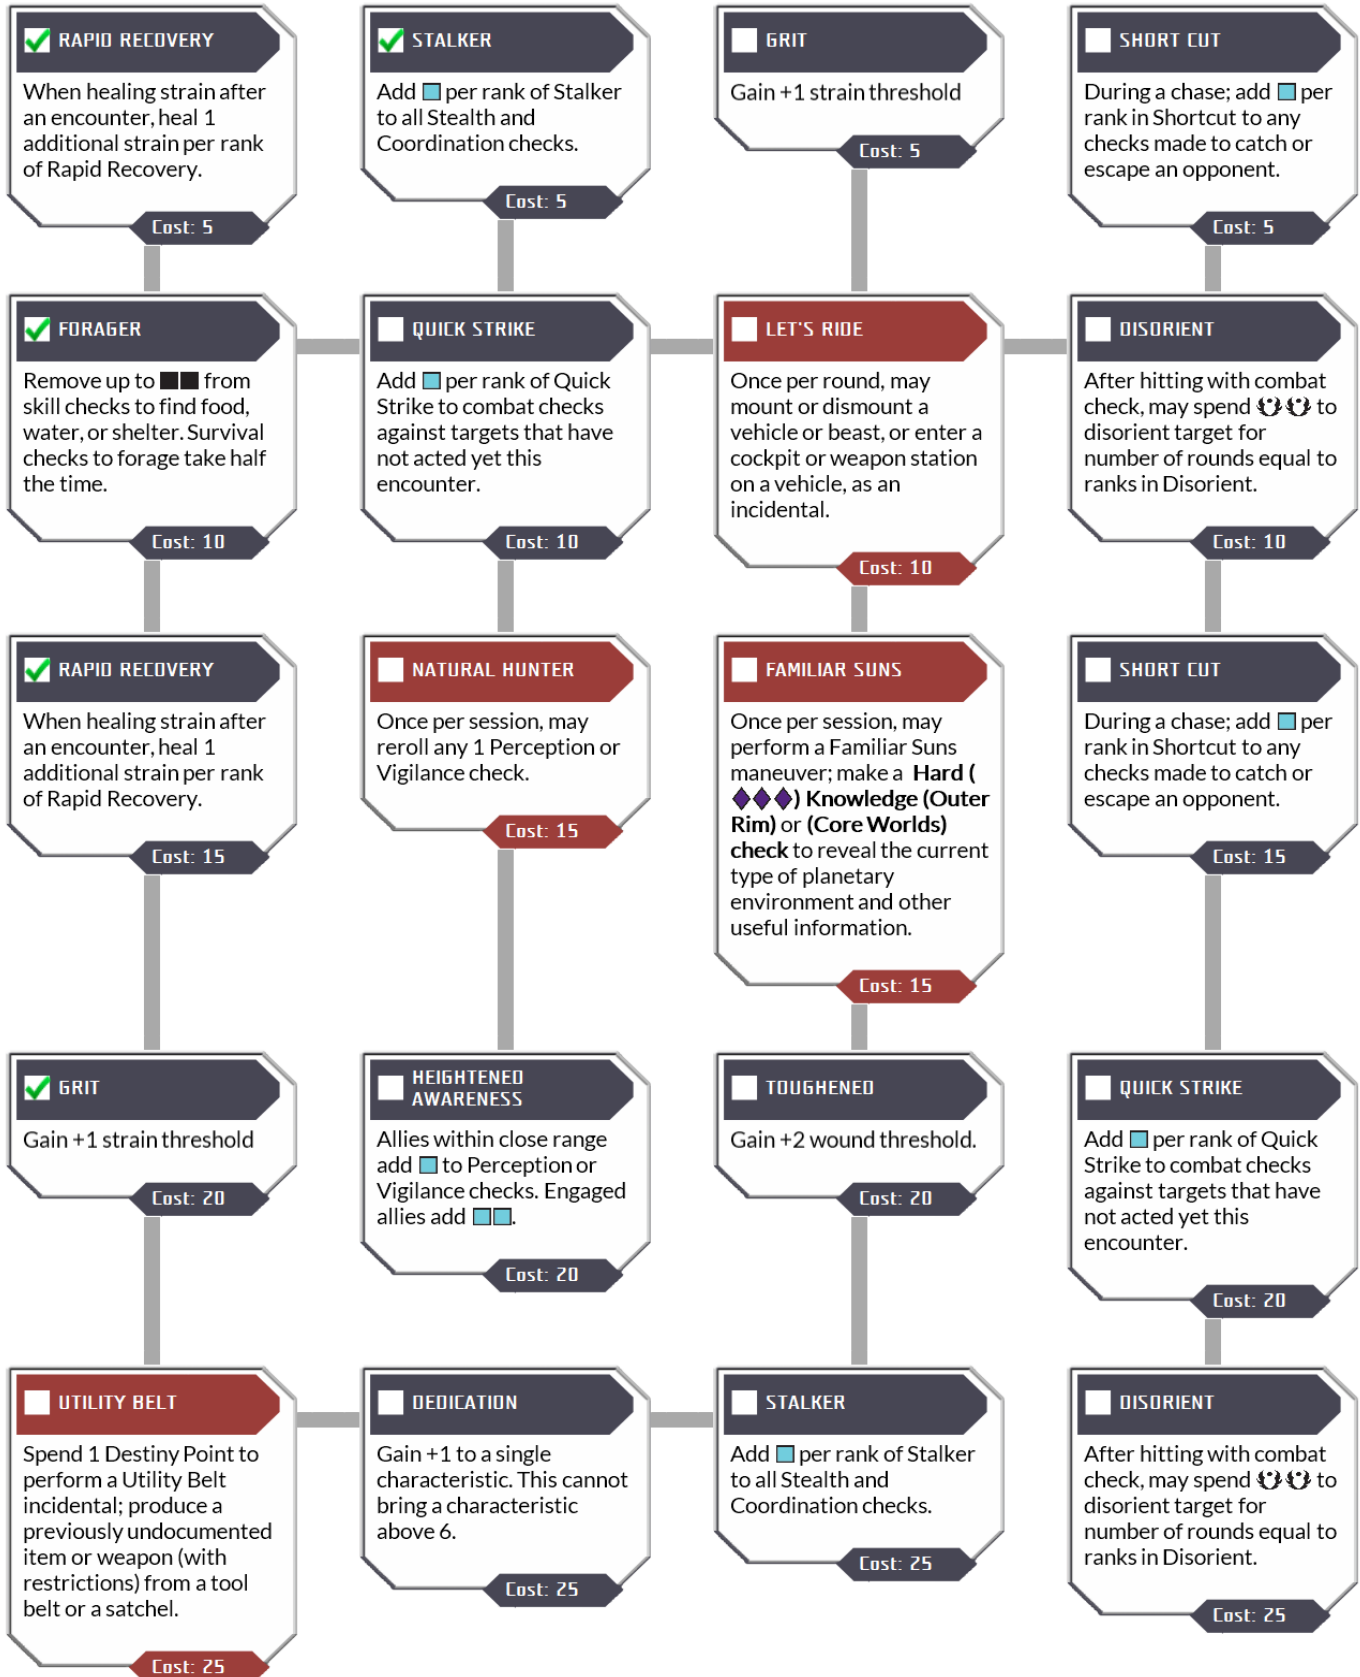 RAPID RECOVERY
When healing strain after
an encounter, heal 1
additional strain per rank
of Rapid Recovery.
Cost: 5
STALKER
Add per rank of Stalker
to all Stealth and
Coordination checks.
Cost: 5
GRIT
Gain +1 strain threshold
Cost: 5
SHORT CUT
During a chase; add per
rank in Shortcut to any
checks made to catch or
escape an opponent.
Cost: 5
FORAGER
Remove up to from
skill checks to find food,
water, or shelter. Survival
checks to forage take half
the time.
Cost: 10
QUICK STRIKE
Add per rank of Quick
Strike to combat checks
against targets that have
not acted yet this
encounter.
Cost: 10
LET'S RIDE
Once per round, may
mount or dismount a
vehicle or beast, or enter a
cockpit or weapon station
on a vehicle, as an
incidental.
Cost: 10
DISORIENT
After hitting with combat
check, may spend to
disorient target for
number of rounds equal to
ranks in Disorient.
Cost: 10
RAPID RECOVERY
When healing strain after
an encounter, heal 1
additional strain per rank
of Rapid Recovery.
Cost: 15
NATURAL HUNTER
Once per session, may
reroll any 1 Perception or
Vigilance check.
Cost: 15
FAMILIAR SUNS
Once per session, may
perform a Familiar Suns
maneuver; make a Hard (
) Knowledge (Outer
Rim) or (Core Worlds)
check to reveal the current
type of planetary
environment and other
useful information.
Cost: 15
SHORT CUT
During a chase; add per
rank in Shortcut to any
checks made to catch or
escape an opponent.
Cost: 15
GRIT
Gain +1 strain threshold
Cost: 20
HEIGHTENED
AWARENESS
Allies within close range
add to Perception or
Vigilance checks. Engaged
allies add .
Cost: 20
TOUGHENED
Gain +2 wound threshold.
Cost: 20
QUICK STRIKE
Add per rank of Quick
Strike to combat checks
against targets that have
not acted yet this
encounter.
Cost: 20
UTILITY BELT
Spend 1 Destiny Point to
perform a Utility Belt
incidental; produce a
previously undocumented
item or weapon (with
restrictions) from a tool
belt or a satchel.
Cost: 25
DEDICATION
Gain +1 to a single
characteristic. This cannot
bring a characteristic
above 6.
Cost: 25
STALKER
Add per rank of Stalker
to all Stealth and
Coordination checks.
Cost: 25
DISORIENT
After hitting with combat
check, may spend to
disorient target for
number of rounds equal to
ranks in Disorient.
Cost: 25